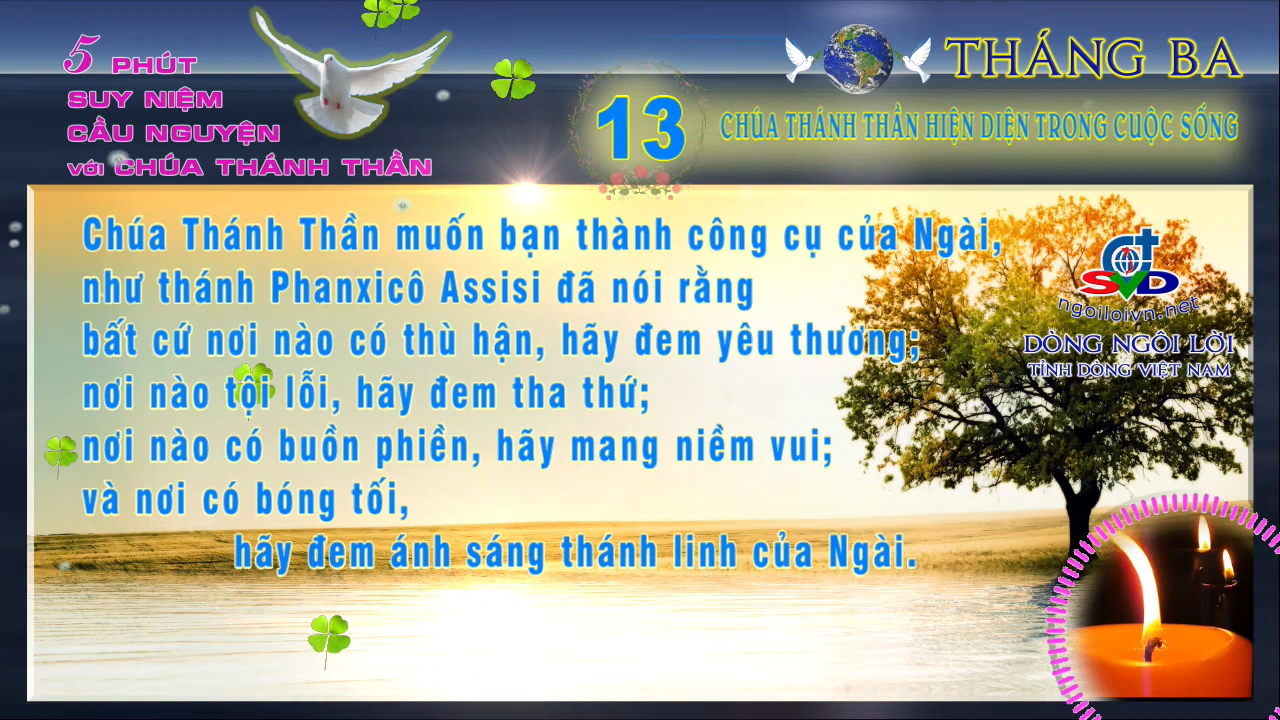 5 PHÚT
SUY NIỆM
CẦU NGUYỆN
với CHÚA THÁNH THẦN
THÁNG BA
13
CHÚA THÁNH THẦN HIỆN DIỆN TRONG CUỘC SỐNG
Chúa Thánh Thần muốn bạn thành công cụ của Ngài,
như thánh Phanxicô Assisi đã nói rằng
bất cứ nơi nào có thù hận, hãy đem yêu thương;
nơi nào tội lỗi, hãy đem tha thứ;
nơi nào có buồn phiền, hãy mang niềm vui;
và nơi có bóng tối,
hãy đem ánh sáng thánh linh của Ngài.
SVD
ngoiloivn.net
DÒNG NGÔI LỜI
TỈNH DÒNG VIỆT NAM